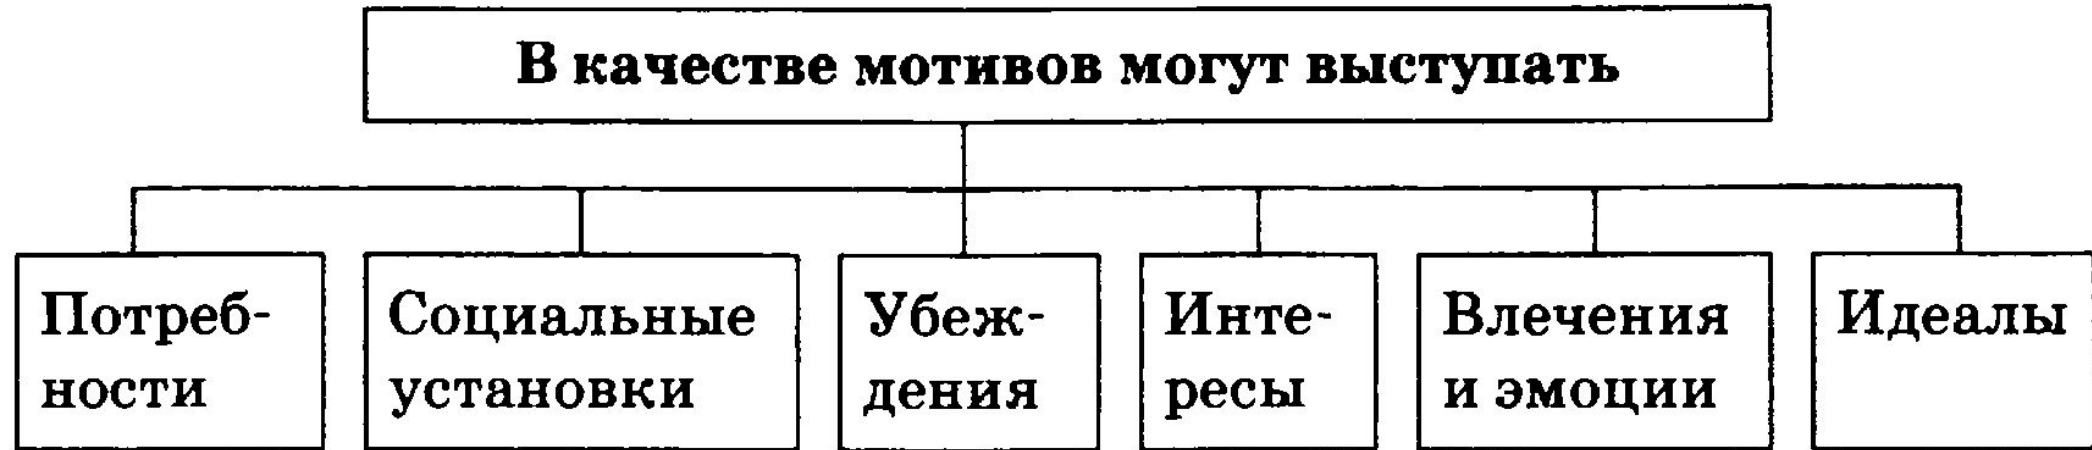 В качестве мотивов могут выступать
Потреб-
ности
Социальные
установки
Убеж-
дения
Инте-
ресы
Влечения
и эмоции
Идеалы